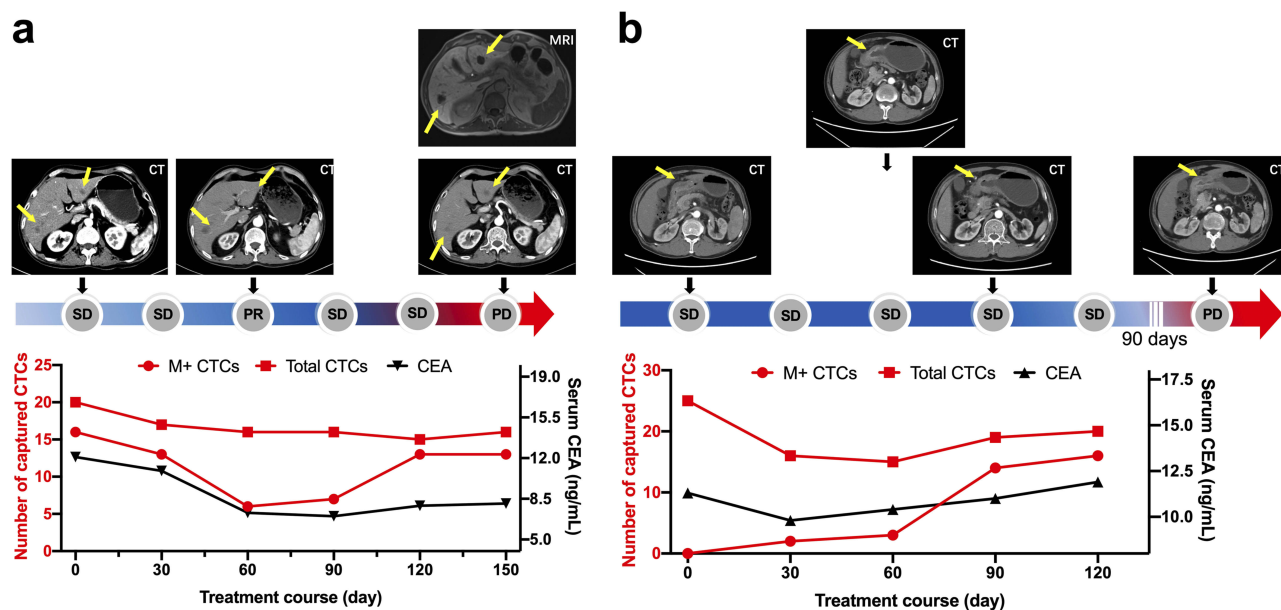 a
MRI
CT
CT
CT
SD
SD
PR
SD
SD
PD
M+ CTCs
Total CTCs
CEA
Number of captured CTCs
25
20
15
10
5
0
Serum CEA (ng/mL)
19.0
15.5
12.0
8.5
5.0
0
30
60
90
120
150
Treatment course (day)
b
CT
CT
CT
CT
SD
SD
SD
SD
SD
PD
90 days
M+ CTCs
Total CTCs
CEA
Number of captured CTCs
30
20
10
0
Serum CEA (ng/mL)
17.5
15.0
12.5
10.0
0
30
60
90
120
Treatment course (day)